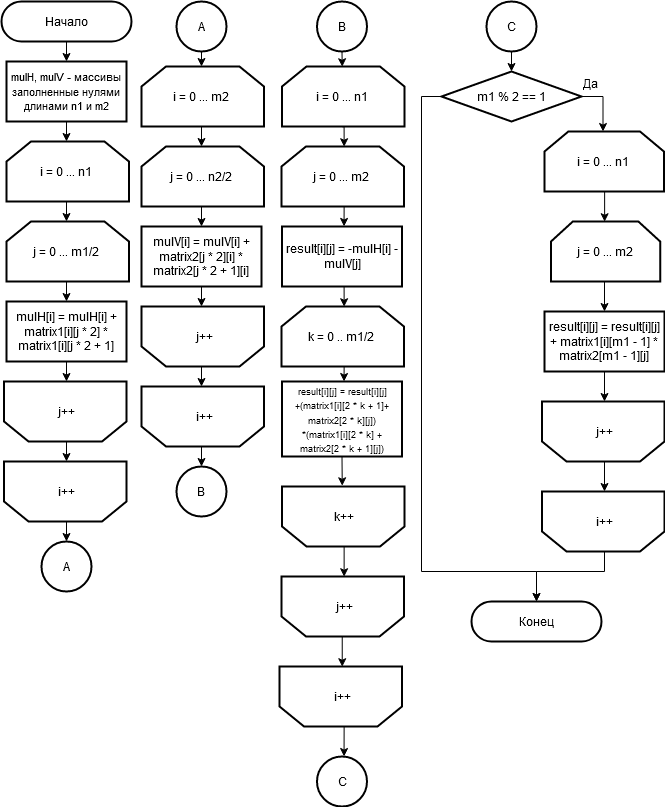 Начало
mulH, mulV - массивы
заполненные нулями
длинами n1 и m2
i = 0 ... n1
j = 0 ... m1/2
mulH[i] = mulH[i] +
matrix1[i][j * 2] *
matrix1[i][j * 2 + 1]
j++
i++
A
A
i = 0 ... m2
j = 0 ... n2/2
mulV[i] = mulV[i] +
matrix2[j * 2][i] *
matrix2[j * 2 + 1][i]
j++
i++
B
B
i = 0 ... n1
j = 0 ... m2
result[i][j] = -mulH[i] -
mulV[j]
k = 0 .. m1/2
result[i][j] = result[i][j]
+(matrix1[i][2 * k + 1]+
matrix2[2 * k][j])
*(matrix1[i][2 * k] +
matrix2[2 * k + 1][j])
k++
j++
i++
C
C
m1 % 2 == 1
Да
i = 0 ... n1
j = 0 ... m2
result[i][j] = result[i][j]
+ matrix1[i][m1 - 1] *
matrix2[m1 - 1][j]
j++
i++
Конец